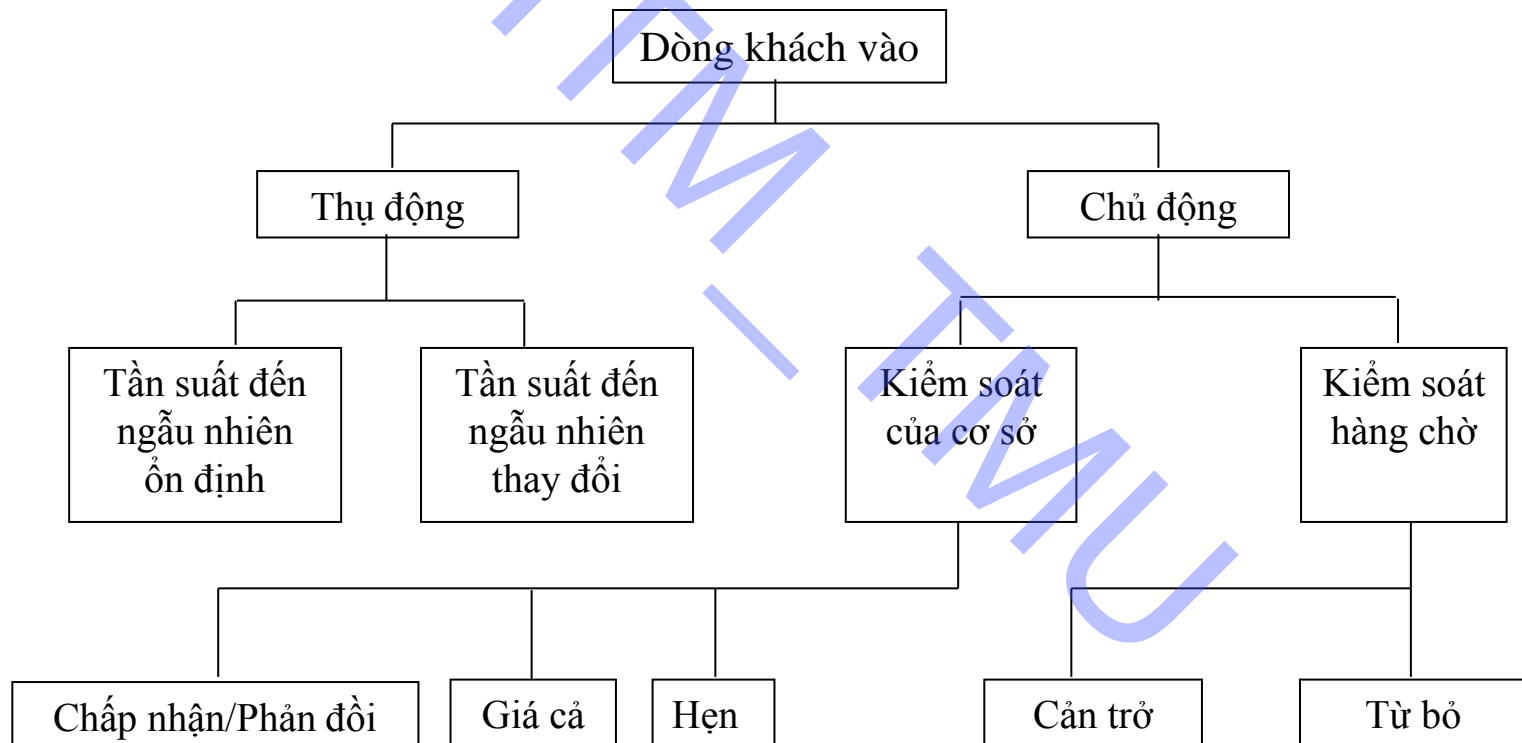 Dòng khách vào
Thụ động
Chủ động
Tần suất đến
ngẫu nhiên
ổn định
Tần suất đến
ngẫu nhiên
thay đổi
Kiểm soát
của cơ sở
Kiểm soát
hàng chờ
Chấp nhận/Phản đồi
Giá cả
Hẹn
Cản trở
Từ bỏ
TTM_TMU